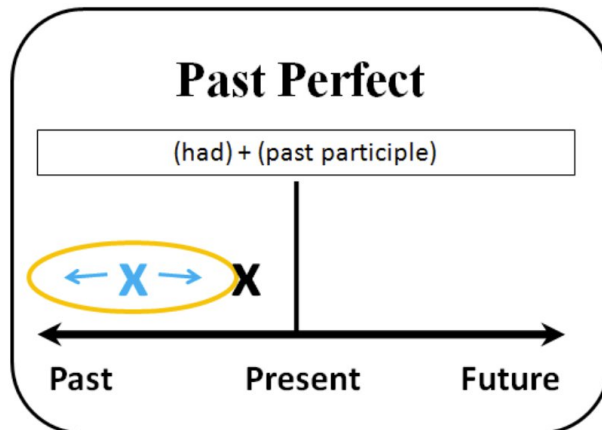 Past Perfect
(had) + (past participle)
X X
Past Present Future